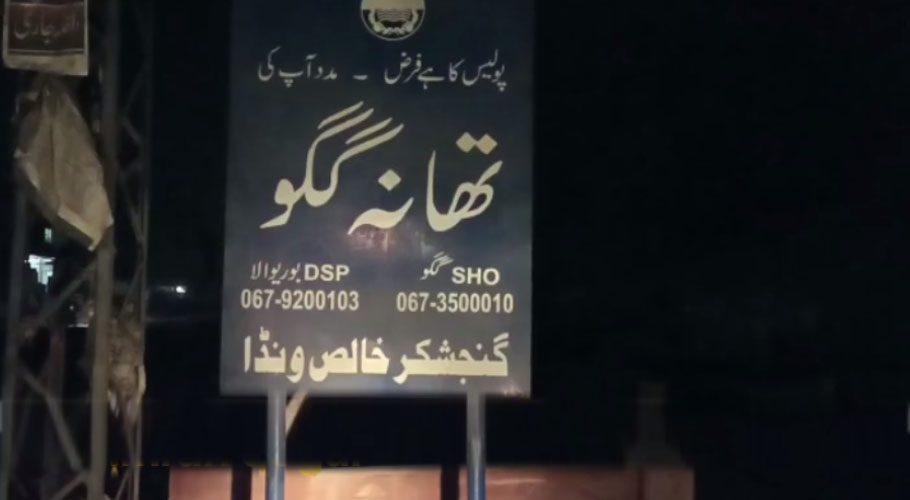 پولیس کا ہے فرض - مدد آپ کی
تھانہ گگو
SHO گگو DSP بوریوالا
067-3500010 067-9200103
گنجشکر خالص ونڈا